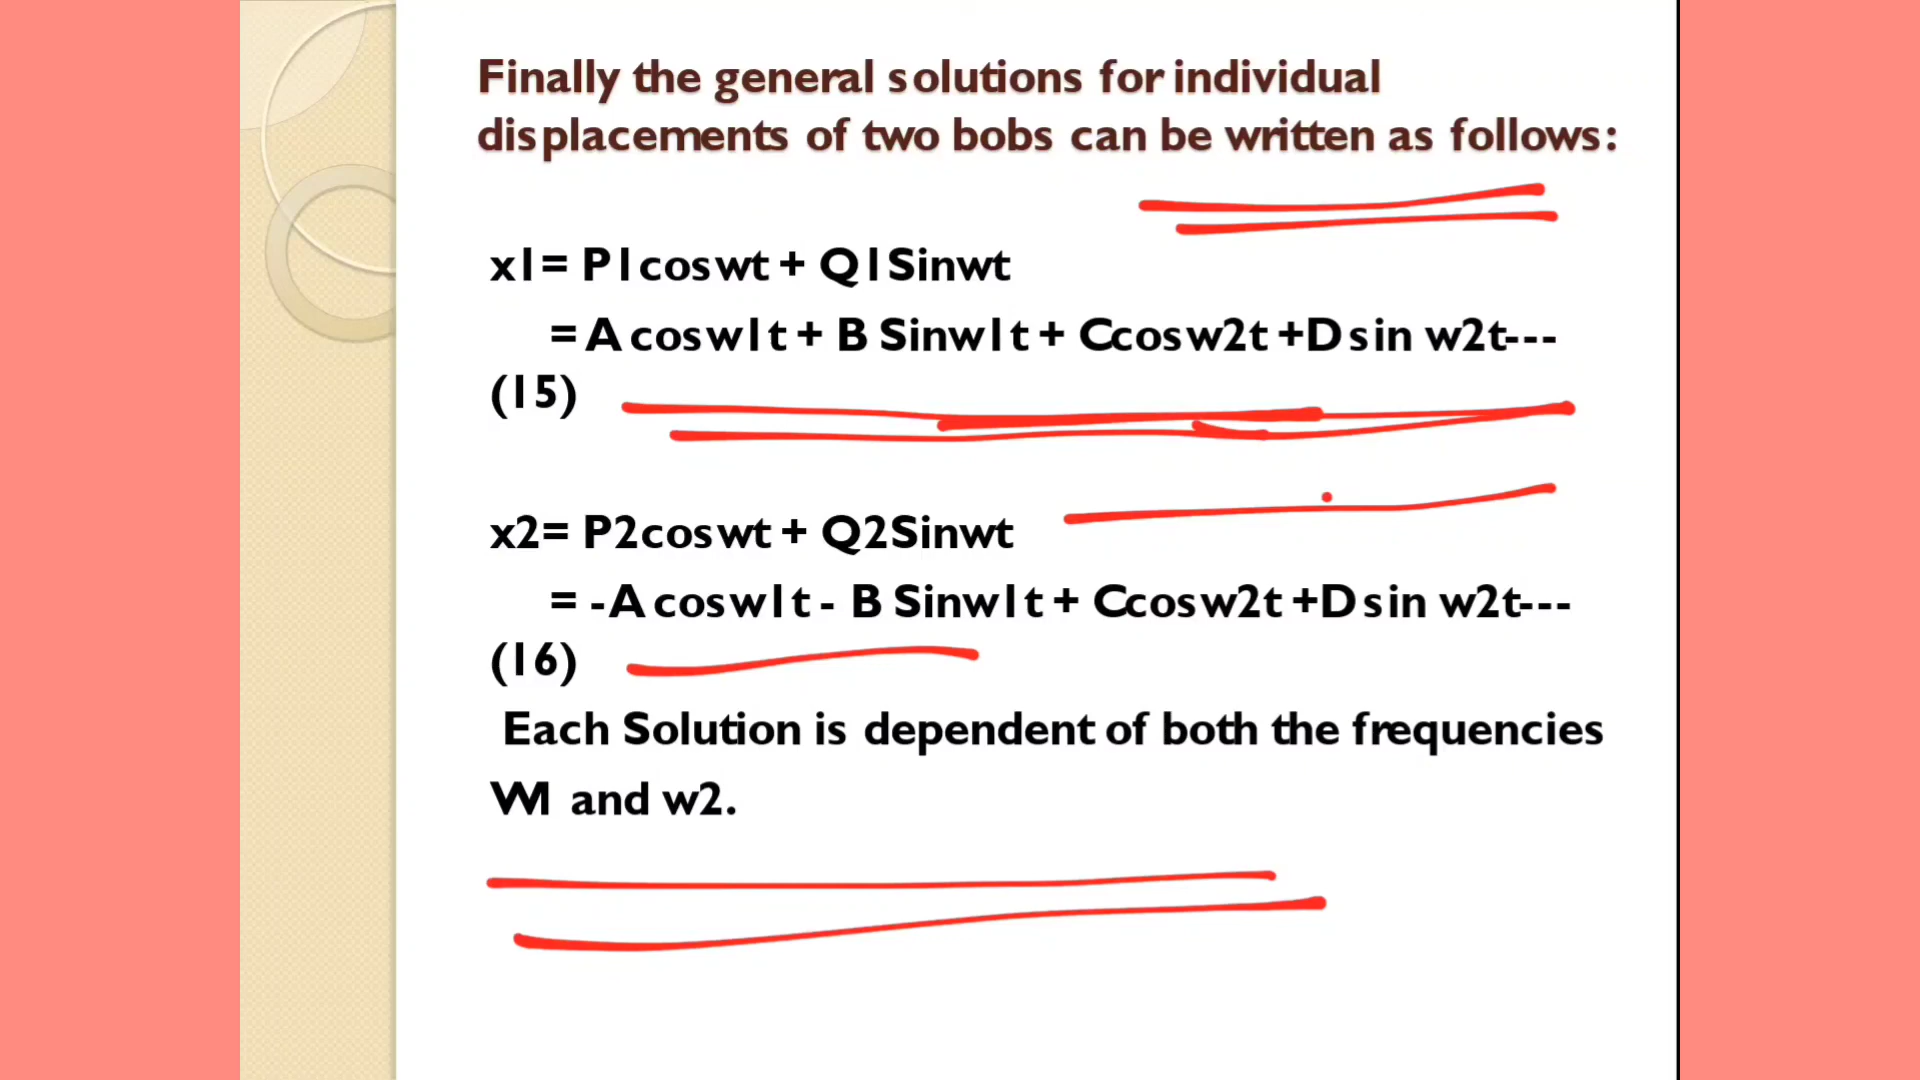 Finally the general solutions for individual
displacements of two bobs can be written as follows:
x1= P1coswt + Q1Sinwt
= A cosw1t + B Sinw1t + Ccosw2t +D sin w2t---
(15)
x2= P2coswt + Q2Sinwt
= -A cosw1t - B Sinw1t + Ccosw2t +D sin w2t---
(16)
Each Solution is dependent of both the frequencies
W1 and w2.